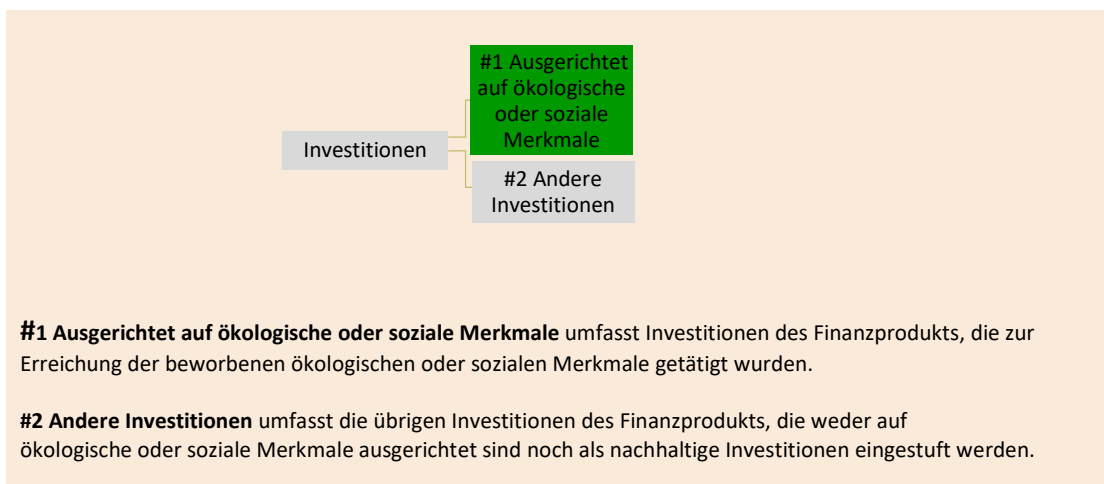 #1 Ausgerichtet
auf ökologische
oder soziale
Merkmale
Investitionen
#2 Andere
Investitionen
#1 Ausgerichtet auf ökologische oder soziale Merkmale umfasst Investitionen des Finanzprodukts, die zur
Erreichung der beworbenen ökologischen oder sozialen Merkmale getätigt wurden.
#2 Andere Investitionen umfasst die übrigen Investitionen des Finanzprodukts, die weder auf
ökologische oder soziale Merkmale ausgerichtet sind noch als nachhaltige Investitionen eingestuft werden.